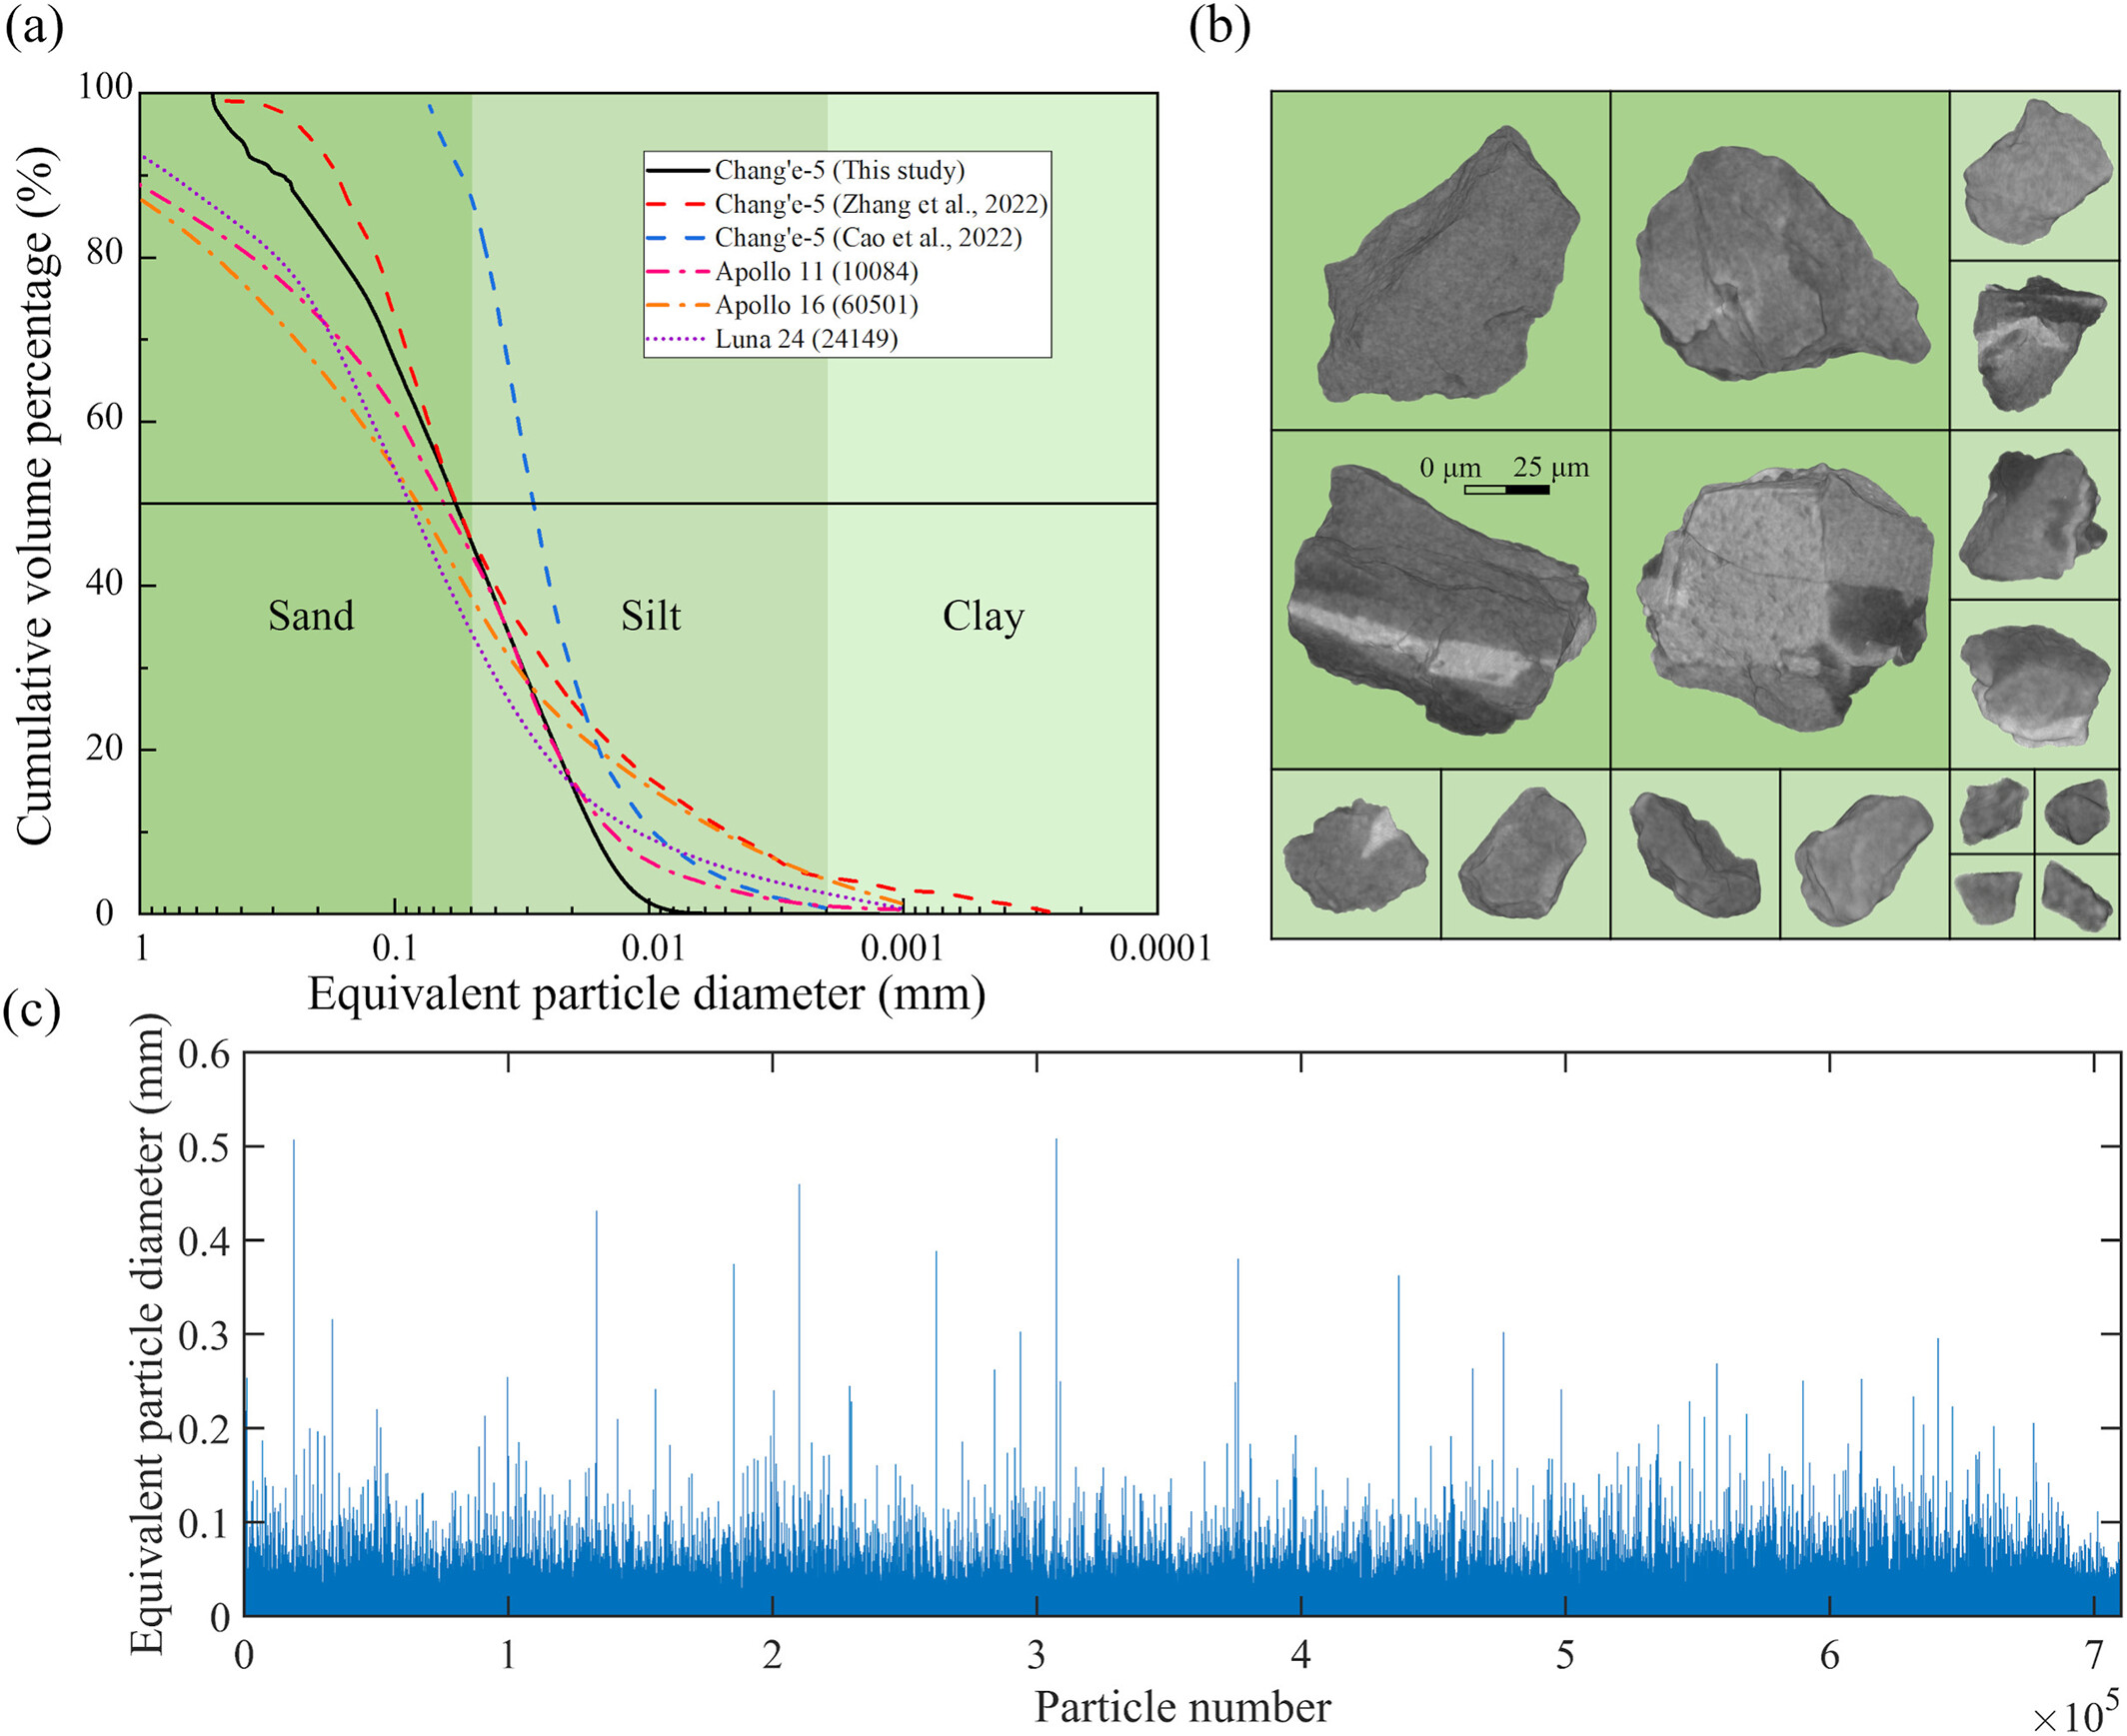 (a)
100
80
60
40
20
0
Cumulative volume percentage (%)
Chang'e-5 (This study)
Chang'e-5 (Zhang et al., 2022)
Chang'e-5 (Cao et al., 2022)
Apollo 11 (10084)
Apollo 16 (60501)
Luna 24 (24149)
Sand
Silt
Clay
1
0.1
0.01
0.001
0.0001
Equivalent particle diameter (mm)
(b)
0 μm 25 μm
(c)
Equivalent particle diameter (mm)
0.6
0.5
0.4
0.3
0.2
0.1
0
0
1
2
3
4
5
6
7
Particle number
×10⁵